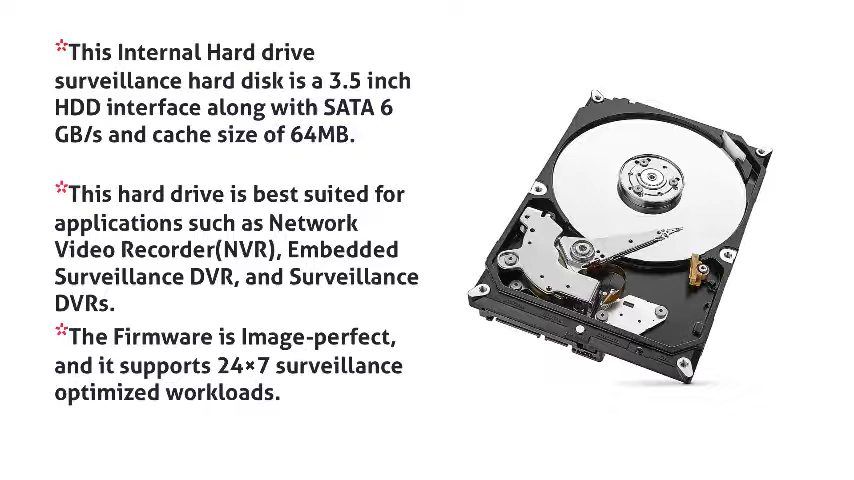 *This Internal Hard drive
surveillance hard disk is a 3.5 inch
HDD interface along with SATA 6
GB/s and cache size of 64MB.
*This hard drive is best suited for
applications such as Network
Video Recorder(NVR), Embedded
Surveillance DVR, and Surveillance
DVRs.
*The Firmware is Image-perfect,
and it supports 24×7 surveillance
optimized workloads.